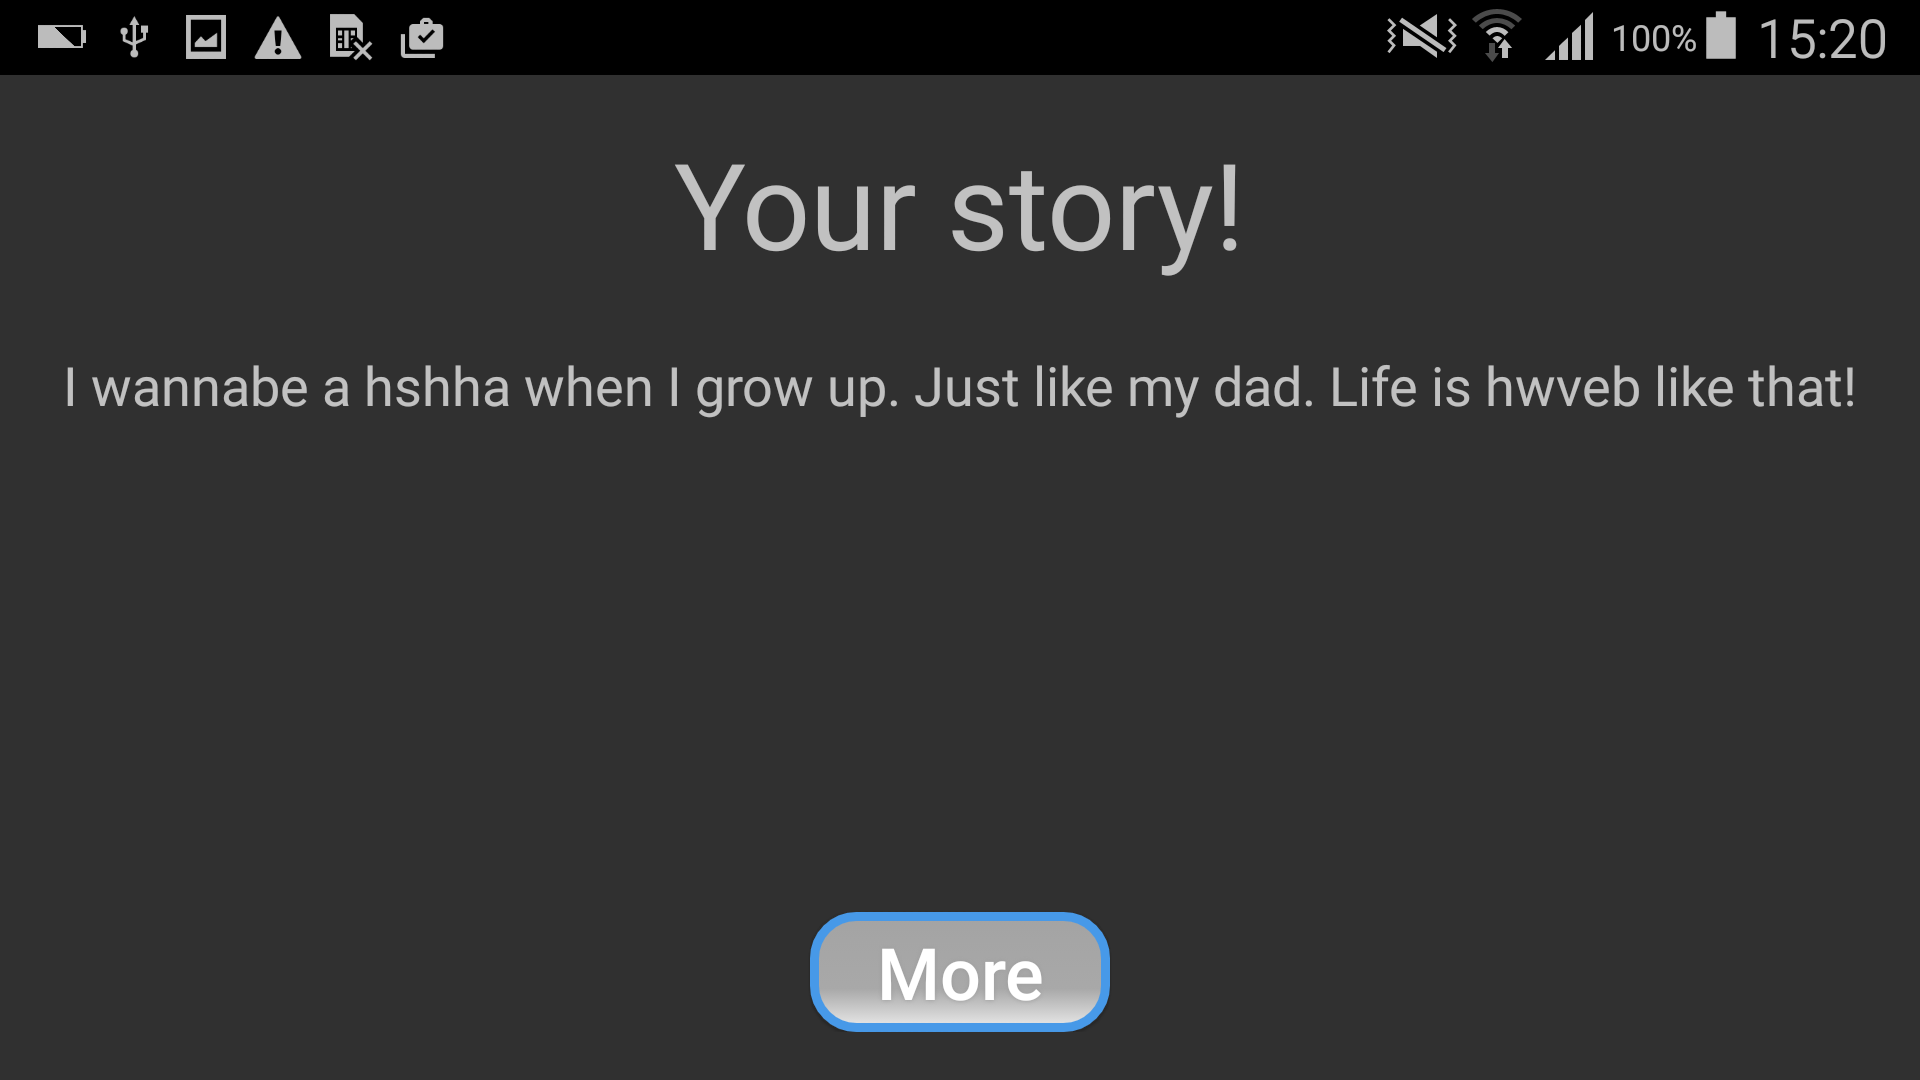 100% 15:20
Your story!
I wannabe a hshha when I grow up. Just like my dad. Life is hwveb like that!
More